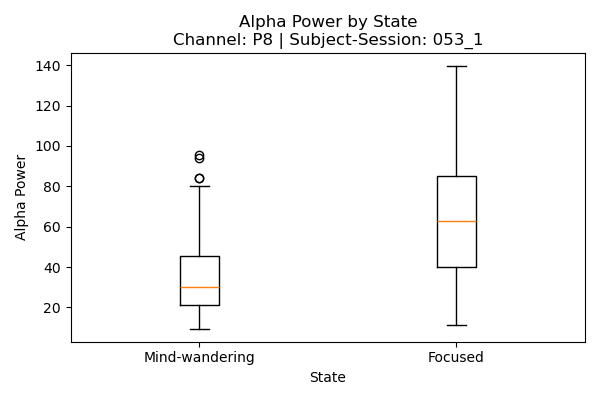 Alpha Power by State
Channel: P8 | Subject-Session: 053_1
140
120
100
80
60
40
20
Alpha Power
Mind-wandering
Focused
State